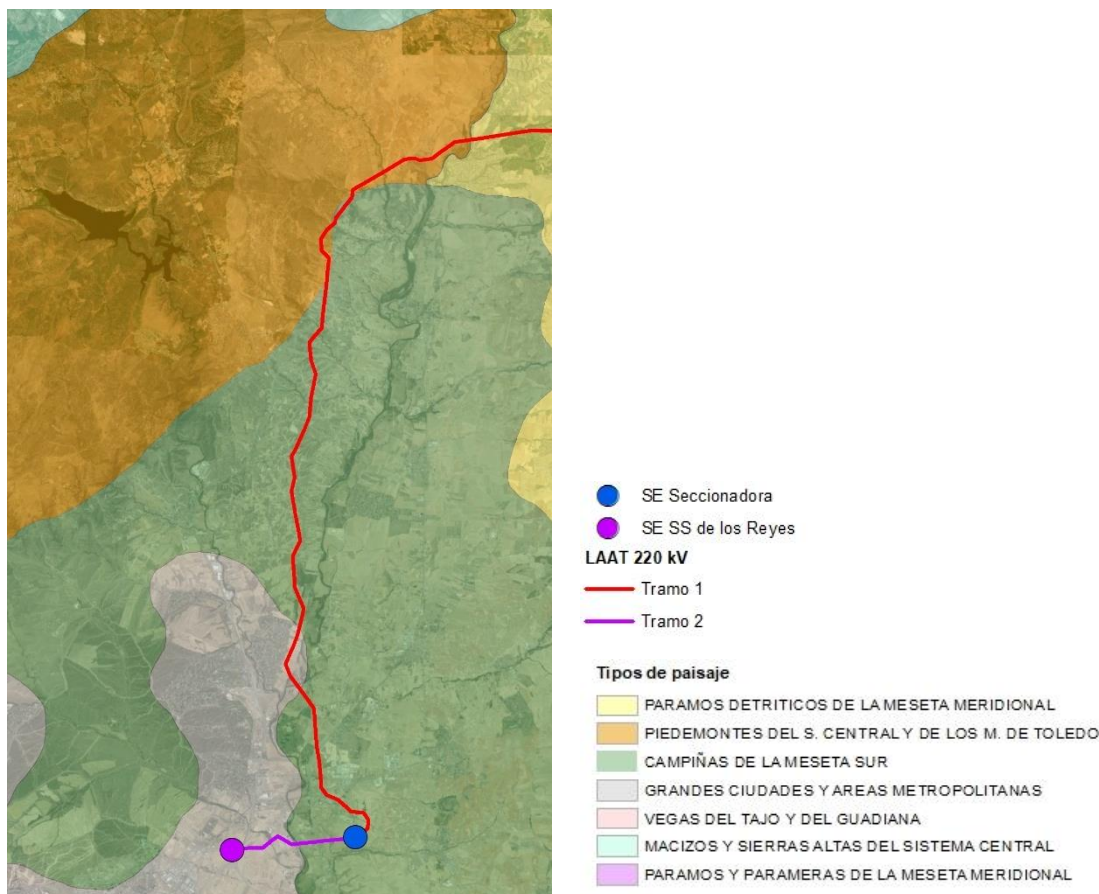 SE Seccionadora
SE SS de los Reyes
LAAT 220 kV
Tramo 1
Tramo 2
Tipos de paisaje
PARAMOS DETRITICOS DE LA MESETA MERIDIONAL
PIEDEMONTES DEL S. CENTRAL Y DE LOS M. DE TOLEDO
CAMPIÑAS DE LA MESETA SUR
GRANDES CIUDADES Y AREAS METROPOLITANAS
VEGAS DEL TAJO Y DEL GUADIANA
MACIZOS Y SIERRAS ALTAS DEL SISTEMA CENTRAL
PARAMOS Y PARAMERAS DE LA MESETA MERIDIONAL